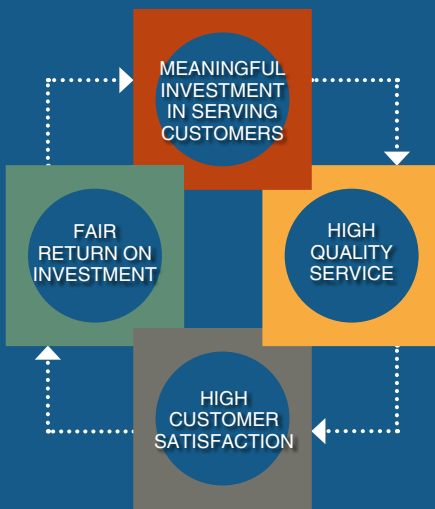 MEANINGFUL
INVESTMENT
IN SERVING
CUSTOMERS
FAIR
RETURN ON
INVESTMENT
HIGH
QUALITY
SERVICE
HIGH
CUSTOMER
SATISFACTION